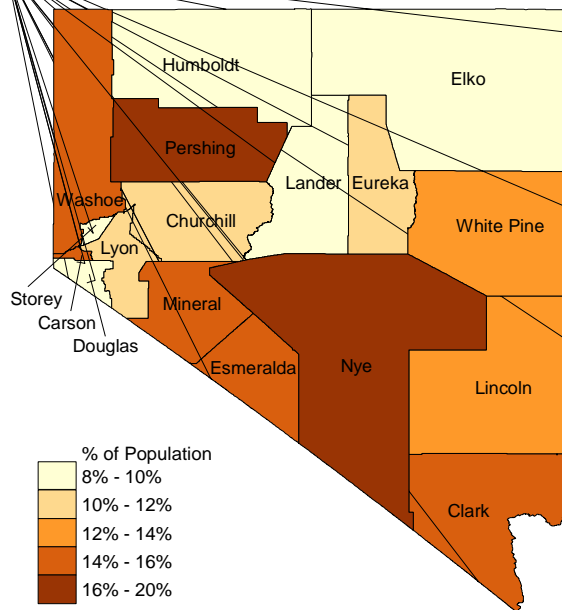 Humboldt
Elko
Pershing
Lander
Eureka
Washoe
Churchill
White Pine
Lyon
Storey
Carson
Douglas
Mineral
Esmeralda
Nye
Lincoln
Clark
% of Population
8% - 10%
10% - 12%
12% - 14%
14% - 16%
16% - 20%